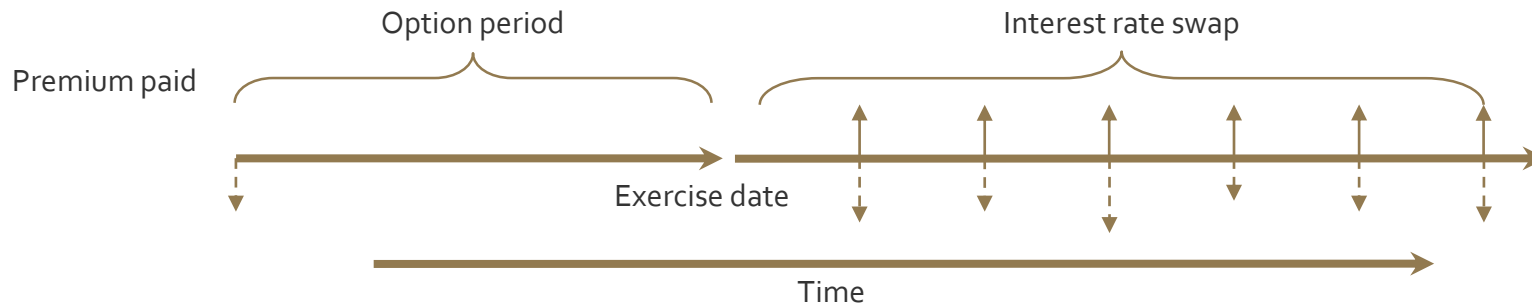 Option period
Interest rate swap
Premium paid
Exercise date
Time